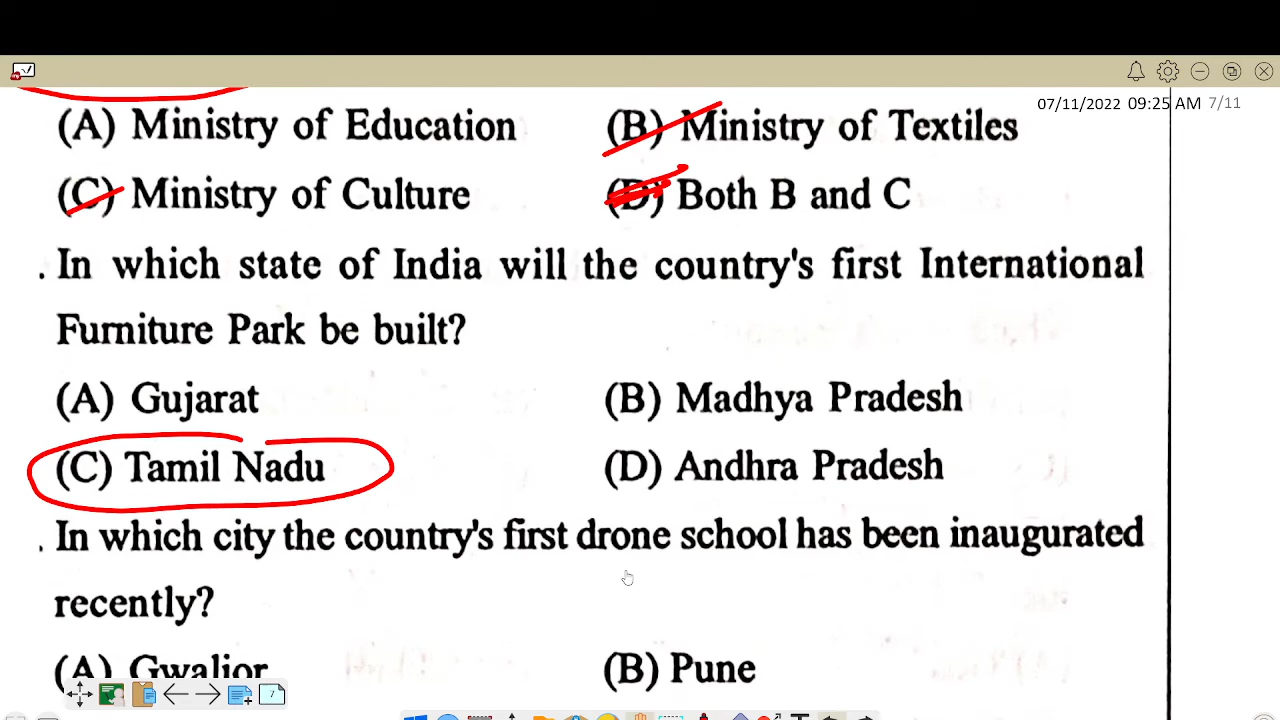 07/11/2022 09:25 AM 7/11
(A) Ministry of Education (B) Ministry of Textiles
(C) Ministry of Culture (D) Both B and C
. In which state of India will the country's first International
Furniture Park be built?
(A) Gujarat (B) Madhya Pradesh
(C) Tamil Nadu (D) Andhra Pradesh
. In which city the country's first drone school has been inaugurated
recently?
(A) Gwalior (B) Pune
7